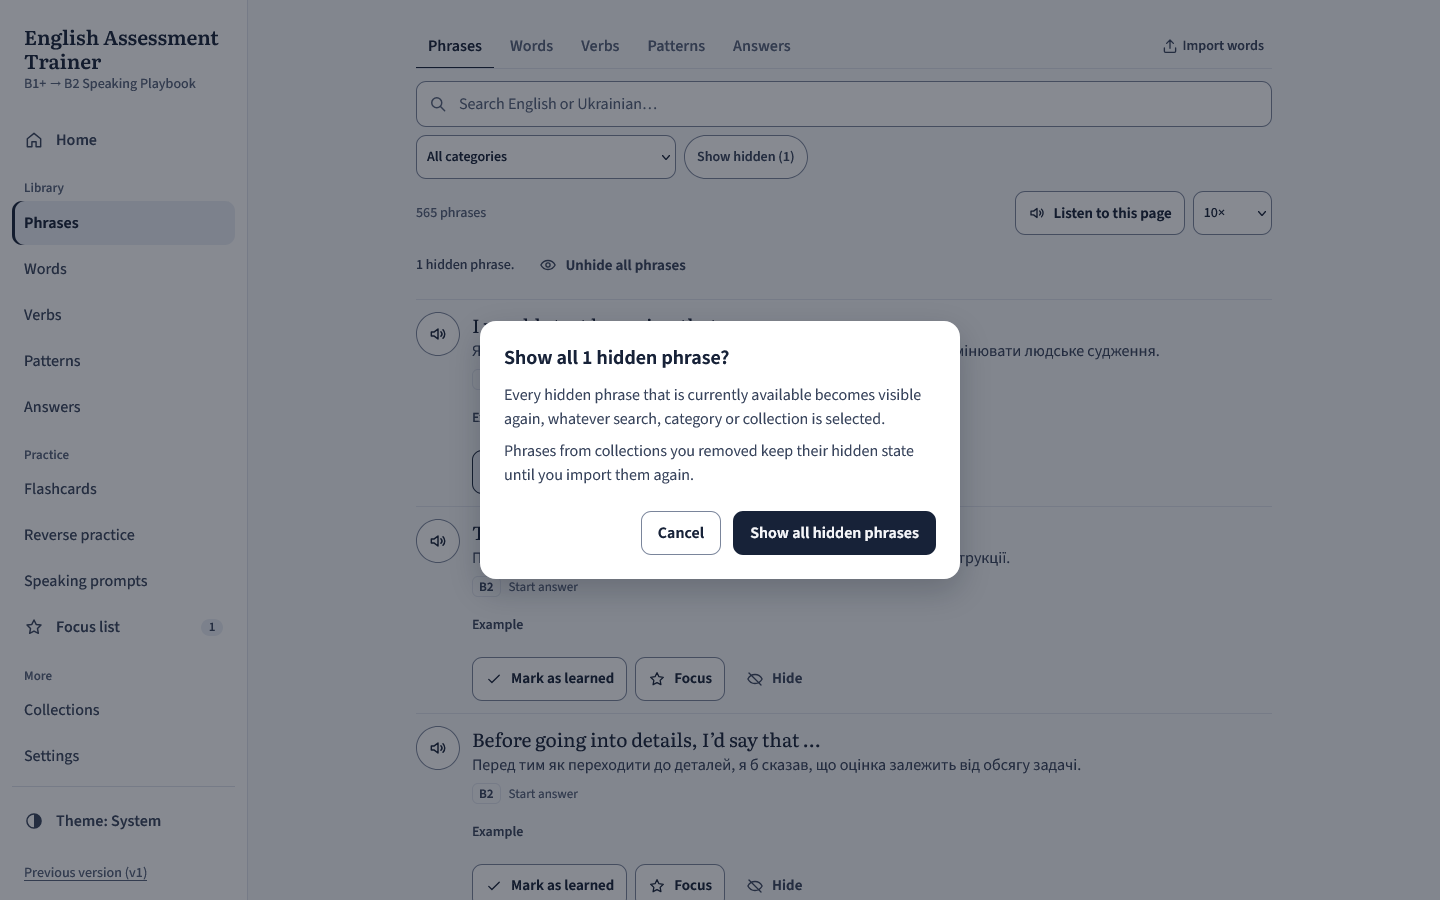 English Assessment
Trainer
B1+ → B2 Speaking Playbook
Home
Library
Phrases
Words
Verbs
Patterns
Answers
Practice
Flashcards
Reverse practice
Speaking prompts
Focus list 1
More
Collections
Settings
Theme: System
Previous version (v1)
Phrases Words Verbs Patterns Answers Import words
Search English or Ukrainian…
All categories Show hidden (1)
565 phrases Listen to this page 10×
1 hidden phrase. Unhide all phrases
мінювати людське судження.
Show all 1 hidden phrase?
Every hidden phrase that is currently available becomes visible
again, whatever search, category or collection is selected.
Phrases from collections you removed keep their hidden state
until you import them again.
Cancel Show all hidden phrases
трукції.
B2 Start answer
Example
Mark as learned Focus Hide
Before going into details, I’d say that …
Перед тим як переходити до деталей, я б сказав, що оцінка залежить від обсягу задачі.
B2 Start answer
Example
Mark as learned Focus Hide